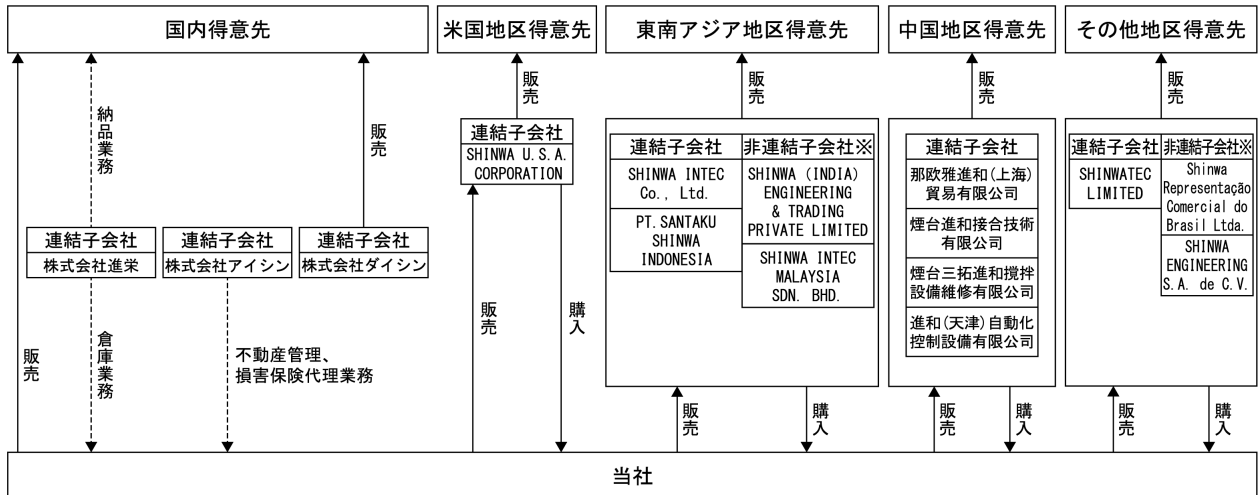 国内得意先
米国地区得意先
東南アジア地区得意先
中国地区得意先
その他地区得意先
販売
納品業務
販売
連結子会社
株式会社進栄
連結子会社
株式会社アイシン
連結子会社
株式会社ダイシン
倉庫業務
不動産管理、
損害保険代理業務
販売
連結子会社
SHINWA U.S.A.
CORPORATION
販売
購入
販売
連結子会社
SHINWA INTEC
Co., Ltd.
PT. SANTAKU
SHINWA
INDONESIA
非連結子会社※
SHINWA (INDIA)
ENGINEERING
& TRADING
PRIVATE LIMITED
SHINWA INTEC
MALAYSIA
SDN. BHD.
販売
購入
販売
連結子会社
那欧雅進和(上海)
貿易有限公司
煙台進和接合技術
有限公司
煙台三拓進和撹拌
設備維修有限公司
進和(天津)自動化
控制設備有限公司
販売
購入
販売
連結子会社
SHINWATEC
LIMITED
非連結子会社※
Shinwa
Representação
Comercial do
Brasil Ltda.
SHINWA
ENGINEERING
S.A. de C.V.
販売
購入
当社